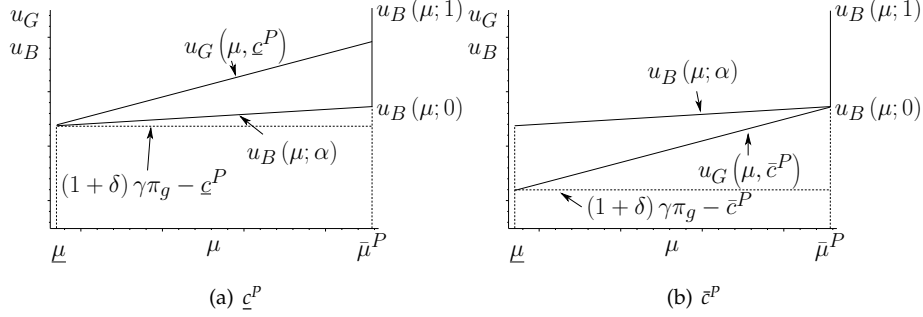 u_G
u_B
u_B (μ; 1)
u_G (μ, c̲^P)
u_B (μ; 0)
u_B (μ; α)
(1 + δ) γπ_g − c̲^P
μ̲
μ
μ̄^P
(a) c̲^P
u_G
u_B
u_B (μ; 1)
u_B (μ; α)
u_B (μ; 0)
u_G (μ, c̄^P)
(1 + δ) γπ_g − c̄^P
μ̲
μ
μ̄^P
(b) c̄^P